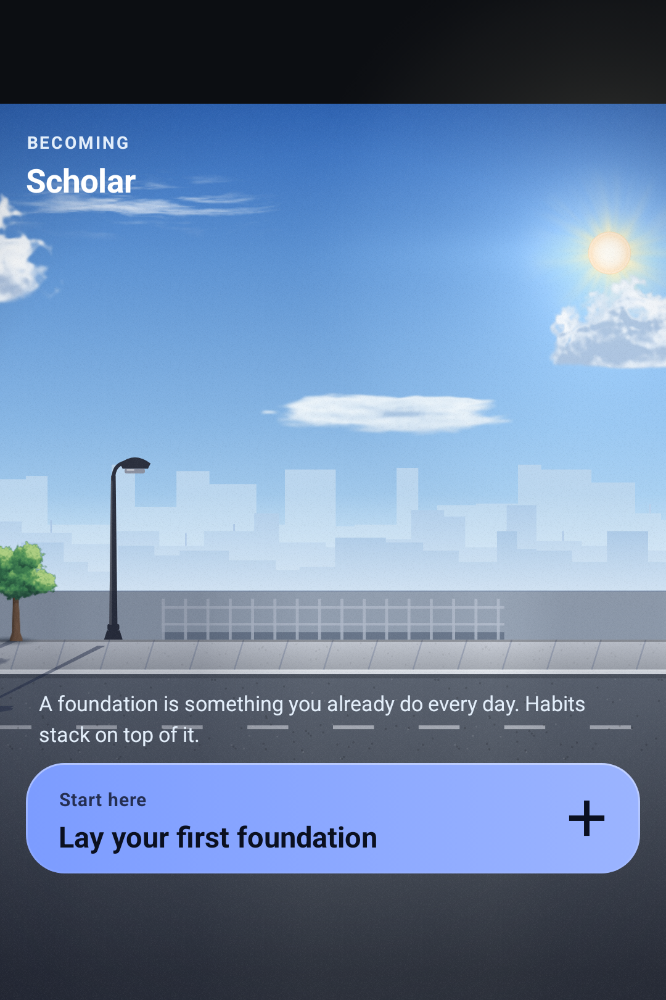 BECOMING
Scholar
A foundation is something you already do every day. Habits
stack on top of it.
Start here
Lay your first foundation